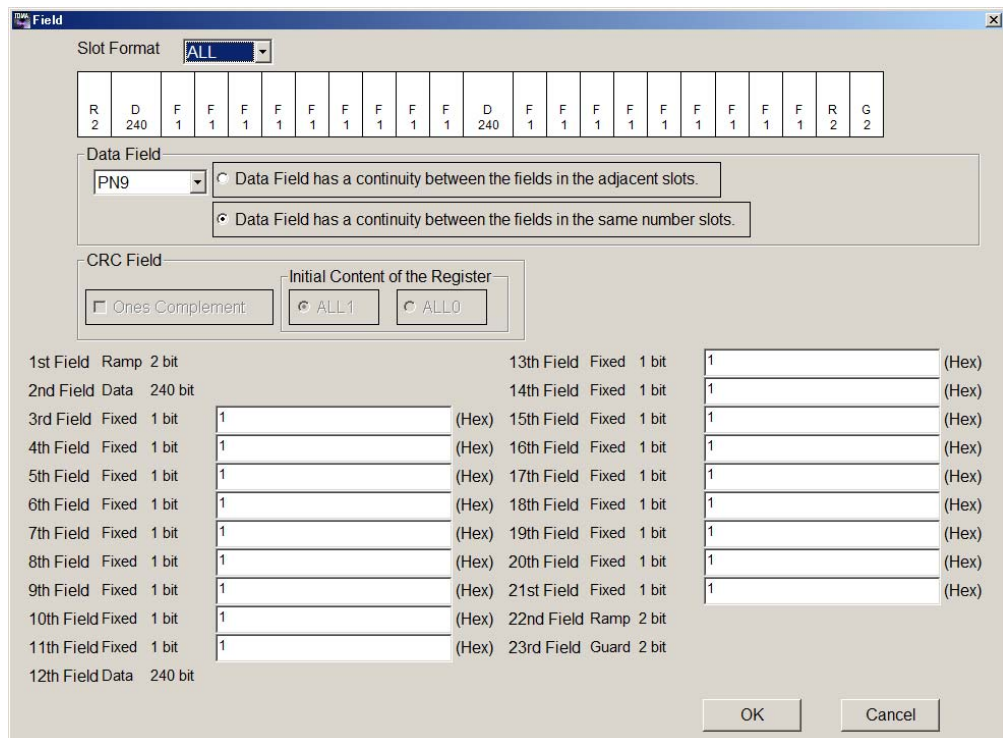 TDMA Field
Slot Format ALL
R D F F F F F F F F F D F F F F F F F F F R G
2 240 1 1 1 1 1 1 1 1 1 240 1 1 1 1 1 1 1 1 1 2 2
Data Field
PN9 Data Field has a continuity between the fields in the adjacent slots.
Data Field has a continuity between the fields in the same number slots.
CRC Field
Initial Content of the Register
Ones Complement ALL1 ALL0
1st Field Ramp 2 bit
2nd Field Data 240 bit
3rd Field Fixed 1 bit 1 (Hex)
4th Field Fixed 1 bit 1 (Hex)
5th Field Fixed 1 bit 1 (Hex)
6th Field Fixed 1 bit 1 (Hex)
7th Field Fixed 1 bit 1 (Hex)
8th Field Fixed 1 bit 1 (Hex)
9th Field Fixed 1 bit 1 (Hex)
10th Field Fixed 1 bit 1 (Hex)
11th Field Fixed 1 bit 1 (Hex)
12th Field Data 240 bit
13th Field Fixed 1 bit 1 (Hex)
14th Field Fixed 1 bit 1 (Hex)
15th Field Fixed 1 bit 1 (Hex)
16th Field Fixed 1 bit 1 (Hex)
17th Field Fixed 1 bit 1 (Hex)
18th Field Fixed 1 bit 1 (Hex)
19th Field Fixed 1 bit 1 (Hex)
20th Field Fixed 1 bit 1 (Hex)
21st Field Fixed 1 bit 1 (Hex)
22nd Field Ramp 2 bit
23rd Field Guard 2 bit
OK Cancel